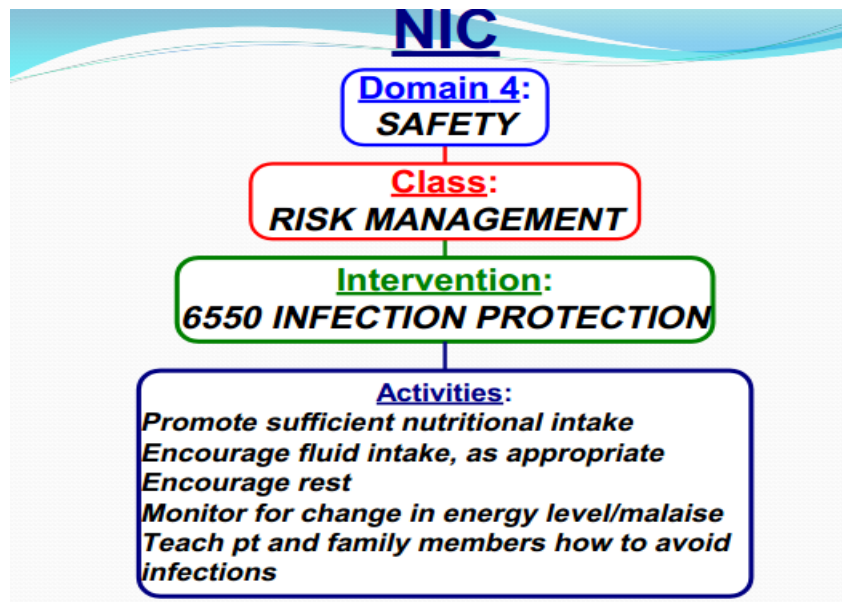 NIC
Domain 4:
SAFETY
Class:
RISK MANAGEMENT
Intervention:
6550 INFECTION PROTECTION
Activities:
Promote sufficient nutritional intake
Encourage fluid intake, as appropriate
Encourage rest
Monitor for change in energy level/malaise
Teach pt and family members how to avoid
infections